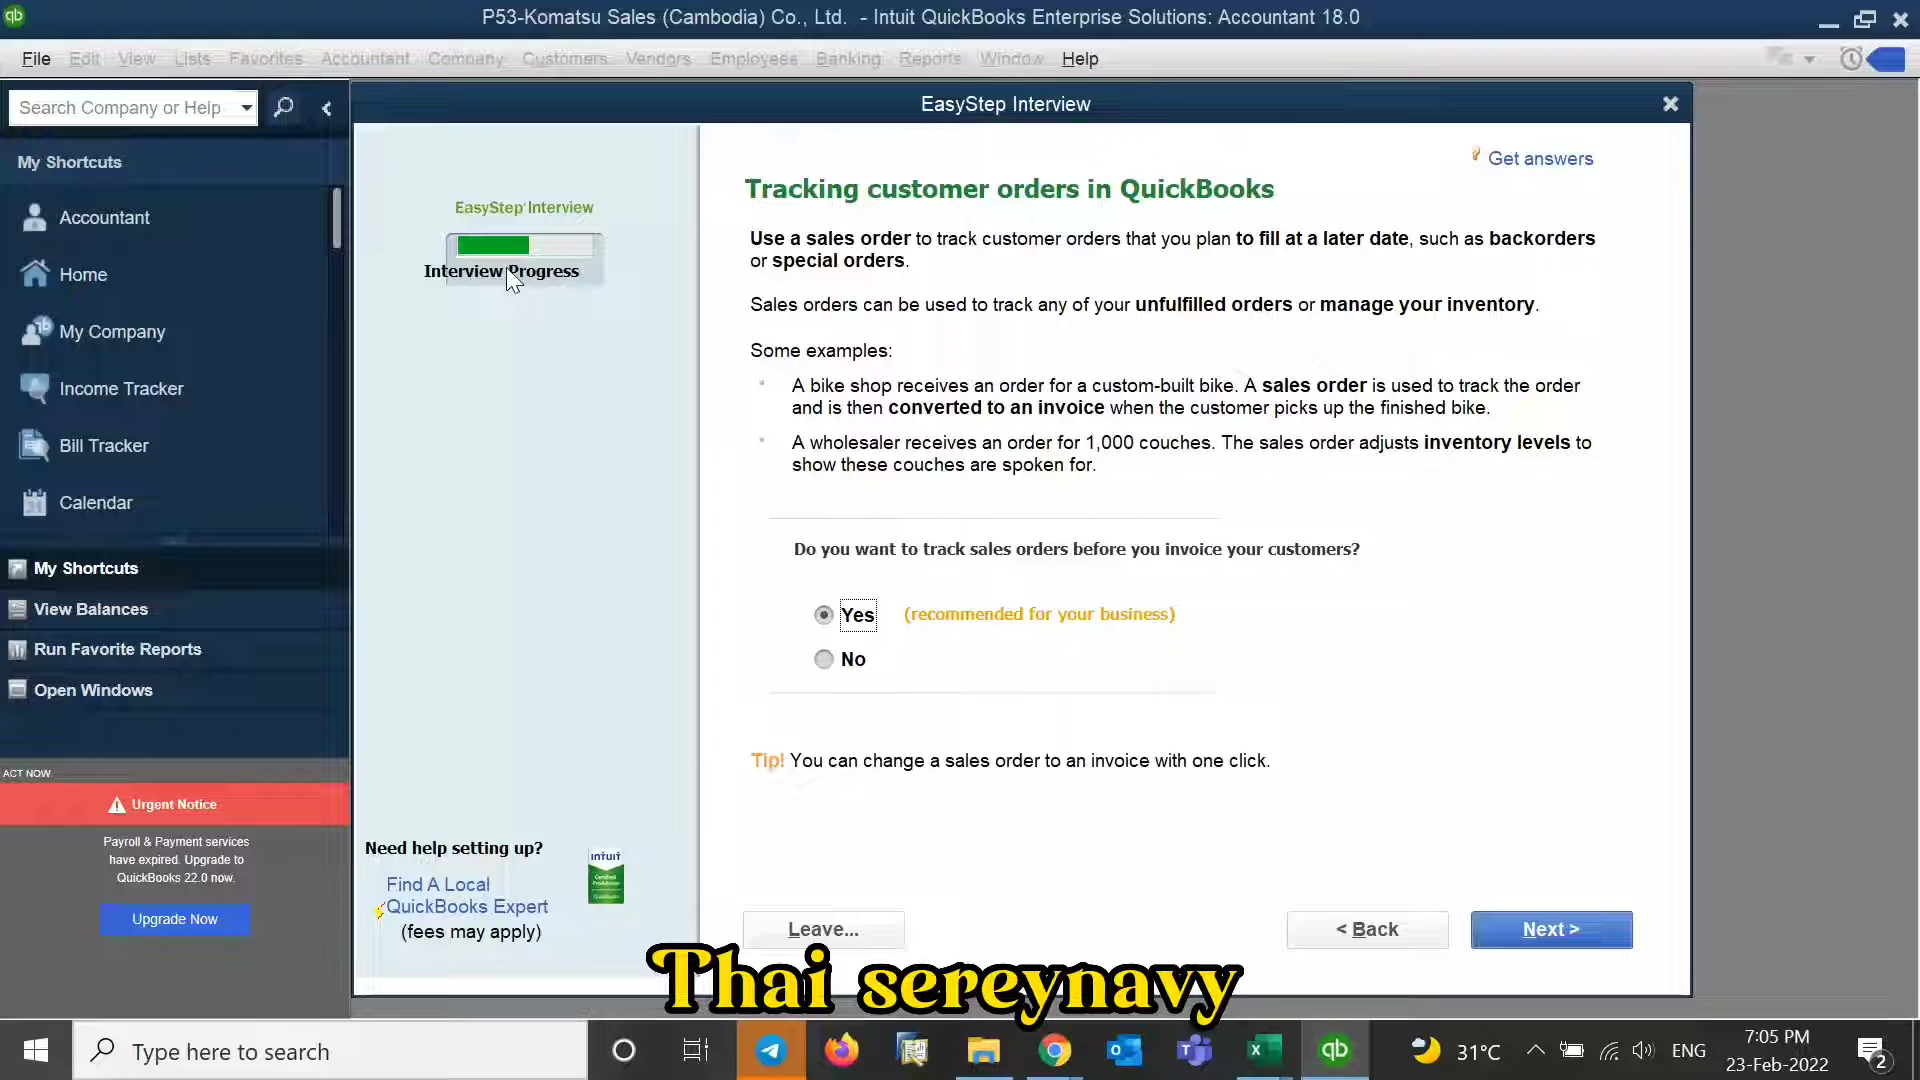 P53-Komatsu Sales (Cambodia) Co., Ltd. - Intuit QuickBooks Enterprise Solutions: Accountant 18.0
File Edit View Lists Favorites Accountant Company Customers Vendors Employees Banking Reports Window Help
Search Company or Help
My Shortcuts
Accountant
Home
My Company
Income Tracker
Bill Tracker
Calendar
My Shortcuts
View Balances
Run Favorite Reports
Open Windows
ACT NOW
Urgent Notice
Payroll & Payment services
have expired. Upgrade to
QuickBooks 22.0 now.
Upgrade Now
EasyStep Interview
EasyStep Interview
Interview Progress
Need help setting up?
Find A Local
QuickBooks Expert
(fees may apply)
intuit
Get answers
Tracking customer orders in QuickBooks
Use a sales order to track customer orders that you plan to fill at a later date, such as backorders
or special orders.
Sales orders can be used to track any of your unfulfilled orders or manage your inventory.
Some examples:
A bike shop receives an order for a custom-built bike. A sales order is used to track the order
and is then converted to an invoice when the customer picks up the finished bike.
A wholesaler receives an order for 1,000 couches. The sales order adjusts inventory levels to
show these couches are spoken for.
Do you want to track sales orders before you invoice your customers?
Yes (recommended for your business)
No
Tip! You can change a sales order to an invoice with one click.
Leave... < Back Next >
Thai sereynavy
Type here to search
31°C
ENG
7:05 PM
23-Feb-2022
2